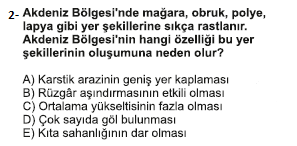 2- Akdeniz Bölgesi'nde mağara, obruk, polye,
lapya gibi yer şekillerine sıkça rastlanır.
Akdeniz Bölgesi'nin hangi özelliği bu yer
şekillerinin oluşumuna neden olur?
A) Karstik arazinin geniş yer kaplaması
B) Rüzgâr aşındırmasının etkili olması
C) Ortalama yükseltisinin fazla olması
D) Çok sayıda göl bulunması
E) Kıta sahanlığının dar olması